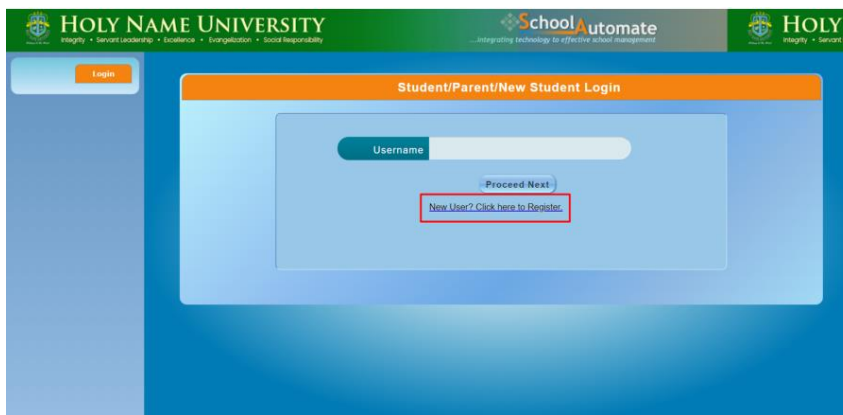 HOLY NAME UNIVERSITY
Integrity • Servant Leadership • Excellence • Evangelization • Social Responsibility
SchoolAutomate
...integrating technology to effective school management
HOLY
Integrity • Servant
Login
Student/Parent/New Student Login
Username
Proceed Next
New User? Click here to Register.